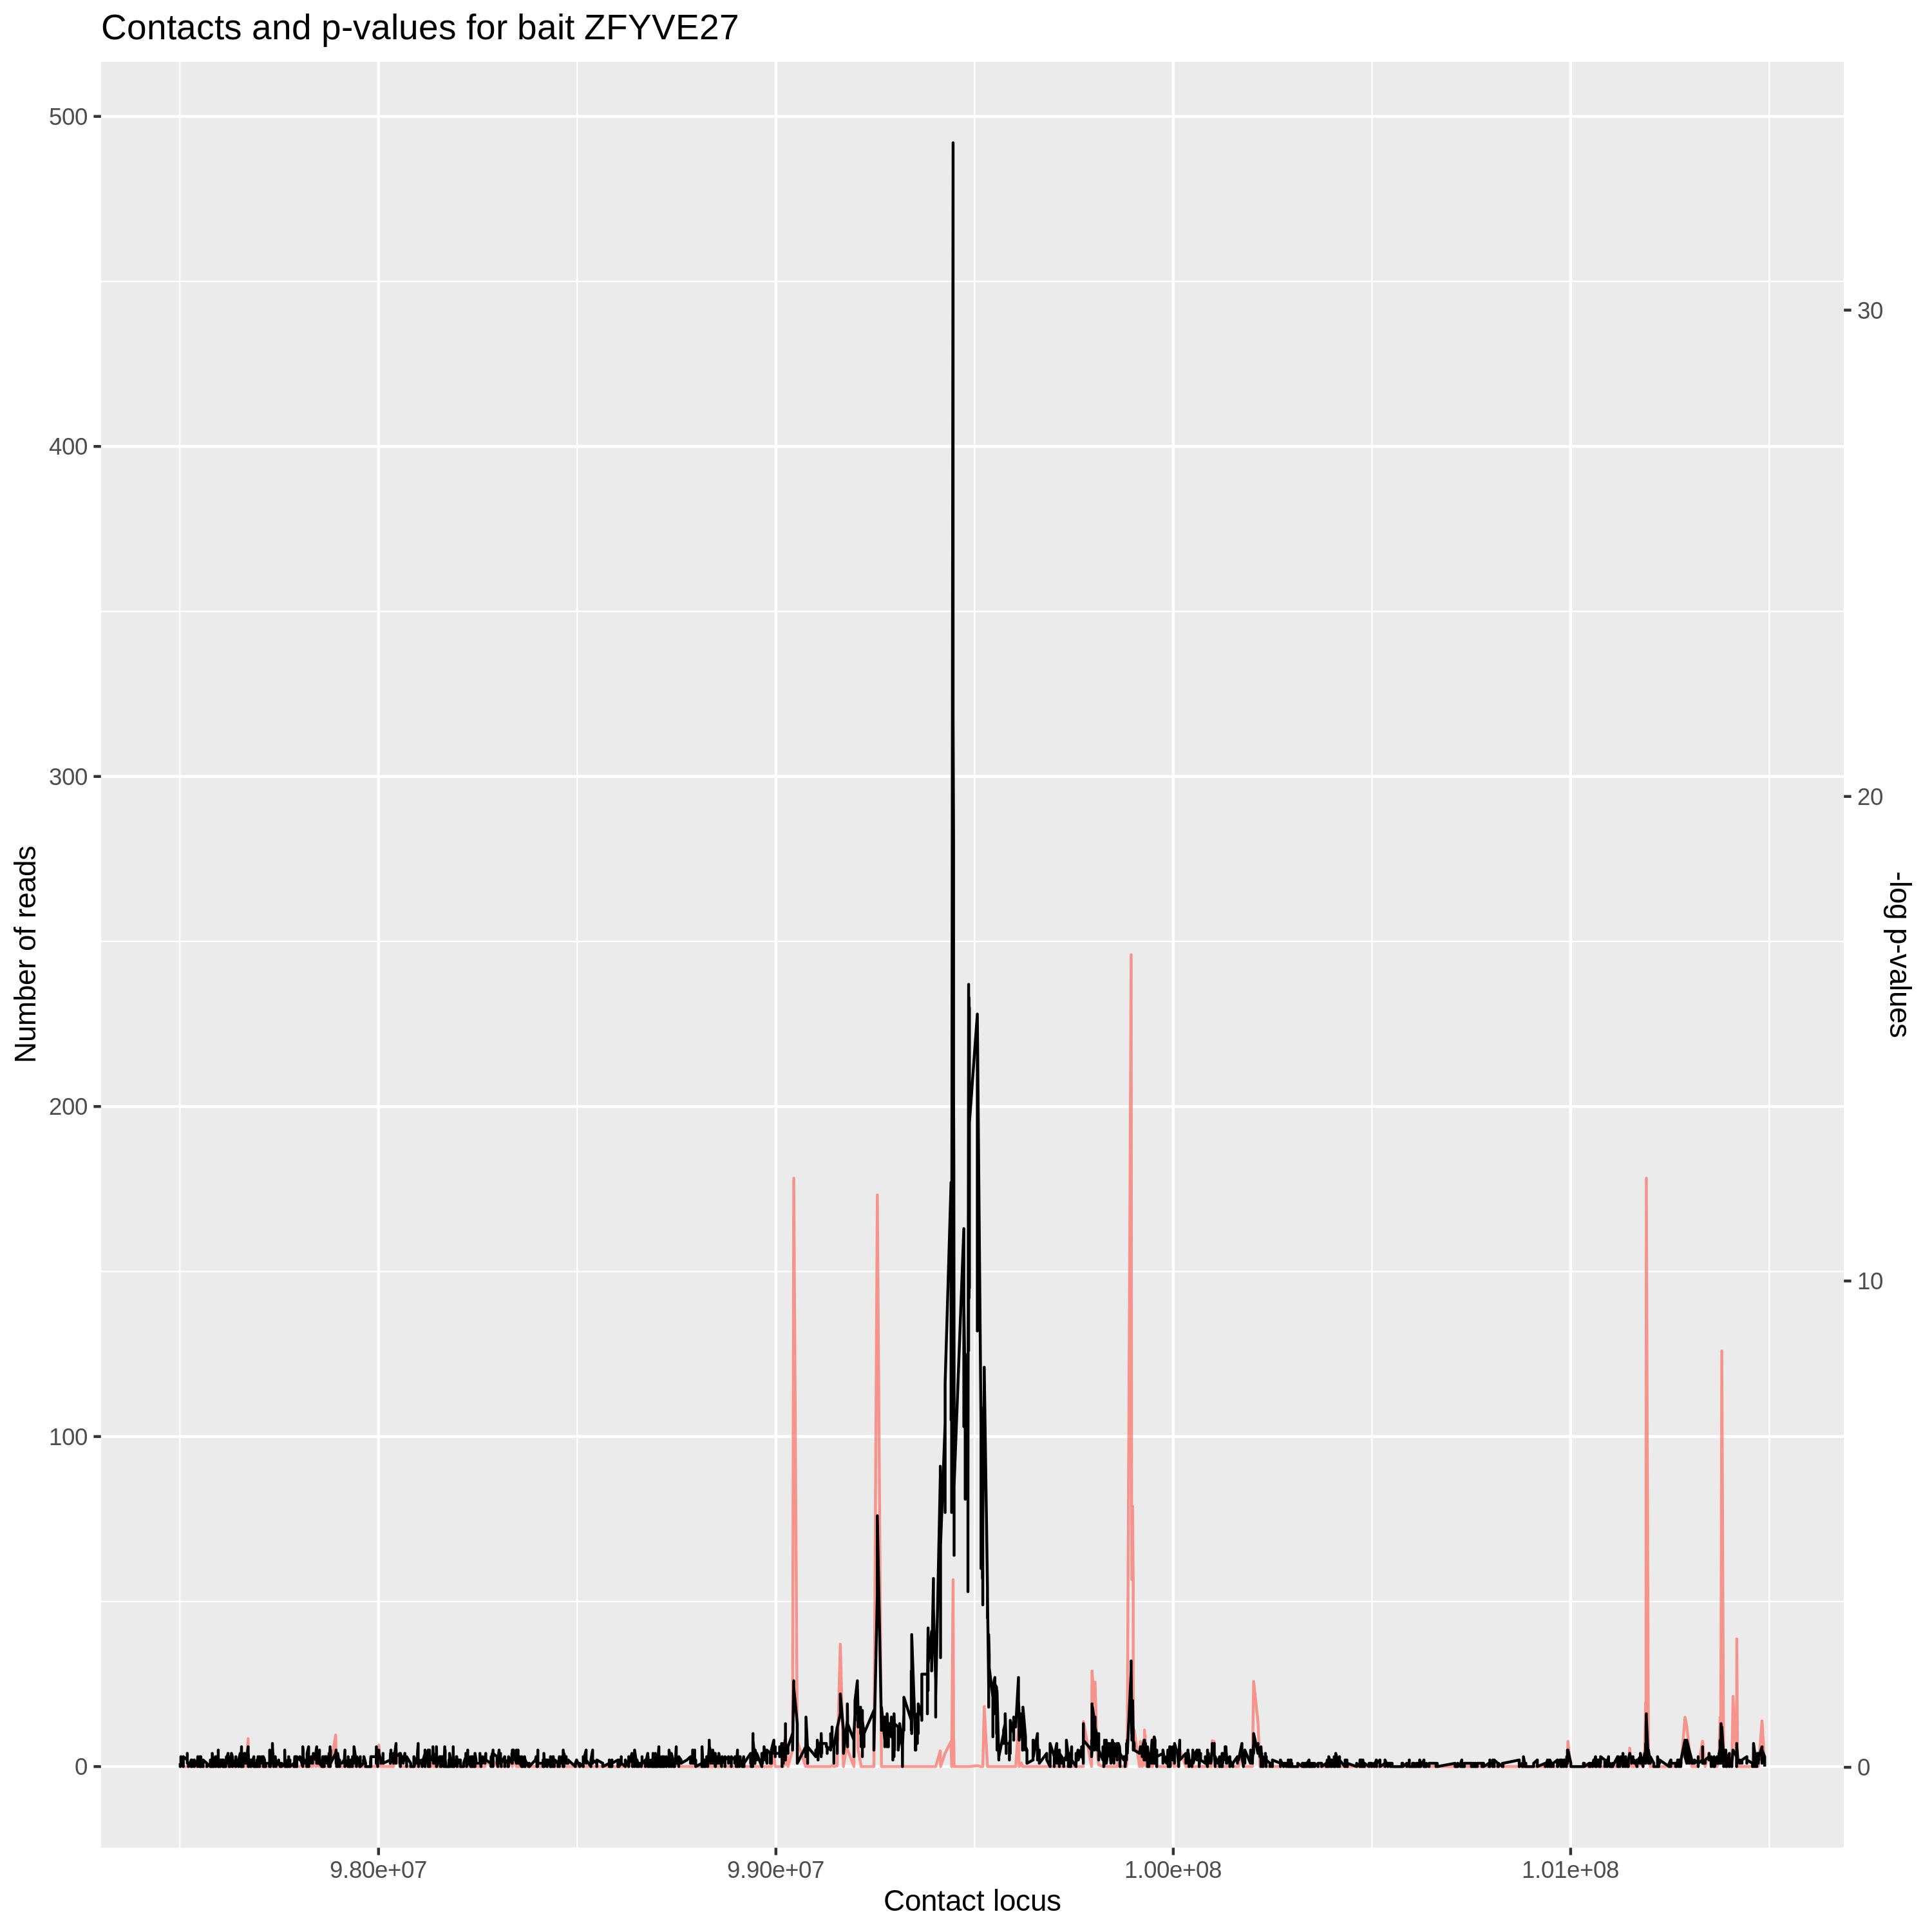 Contacts and p-values for bait ZFYVE27
500
400
300
200
100
0
Number of reads
30
20
10
0
-log p-values
9.80e+07
9.90e+07
1.00e+08
1.01e+08
Contact locus